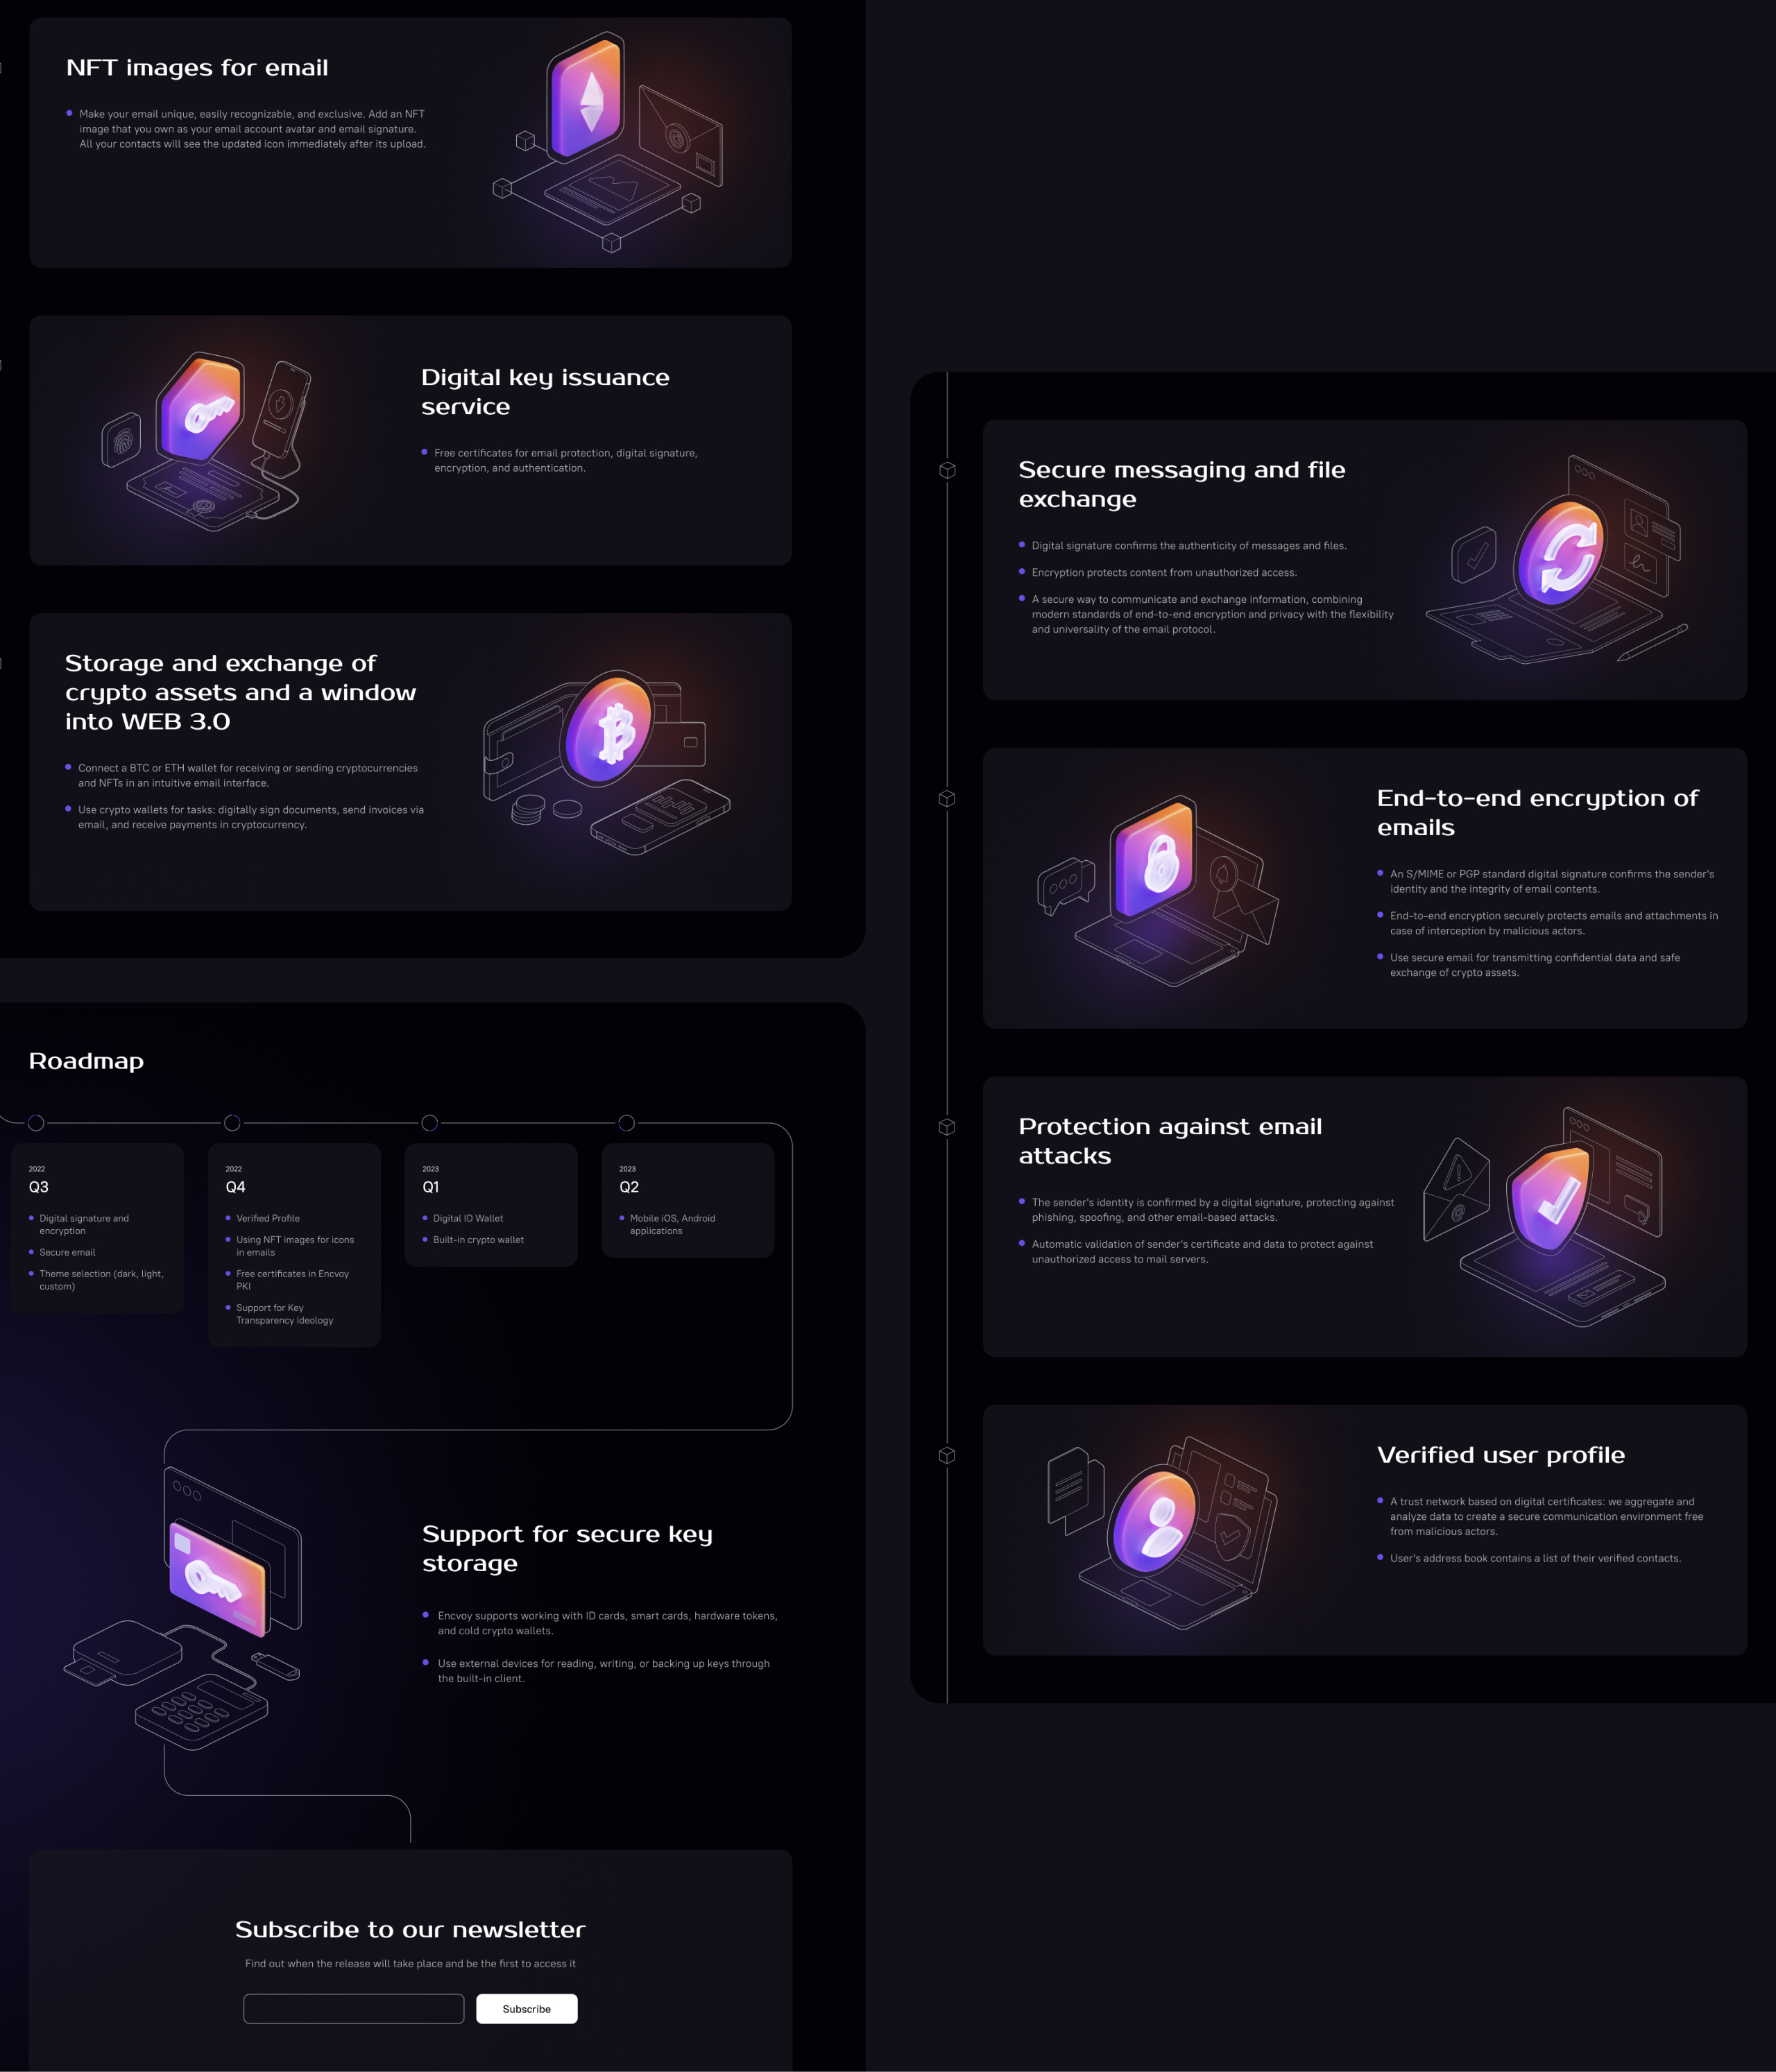 NFT images for email
Make your email unique, easily recognizable, and exclusive. Add an NFT
image that you own as your email account avatar and email signature.
All your contacts will see the updated icon immediately after its upload.
Digital key issuance
service
Free certificates for email protection, digital signature,
encryption, and authentication.
Storage and exchange of
crypto assets and a window
into WEB 3.0
Connect a BTC or ETH wallet for receiving or sending cryptocurrencies
and NFTs in an intuitive email interface.
Use crypto wallets for tasks: digitally sign documents, send invoices via
email, and receive payments in cryptocurrency.
Roadmap
2022
Q3
Digital signature and
encryption
Secure email
Theme selection (dark, light,
custom)
2022
Q4
Verified Profile
Using NFT images for icons
in emails
Free certificates in Encvoy
PKI
Support for Key
Transparency ideology
2023
Q1
Digital ID Wallet
Built-in crypto wallet
2023
Q2
Mobile iOS, Android
applications
Support for secure key
storage
Encvoy supports working with ID cards, smart cards, hardware tokens,
and cold crypto wallets.
Use external devices for reading, writing, or backing up keys through
the built-in client.
Subscribe to our newsletter
Find out when the release will take place and be the first to access it
Subscribe
Secure messaging and file
exchange
Digital signature confirms the authenticity of messages and files.
Encryption protects content from unauthorized access.
A secure way to communicate and exchange information, combining
modern standards of end-to-end encryption and privacy with the flexibility
and universality of the email protocol.
End-to-end encryption of
emails
An S/MIME or PGP standard digital signature confirms the sender's
identity and the integrity of email contents.
End-to-end encryption securely protects emails and attachments in
case of interception by malicious actors.
Use secure email for transmitting confidential data and safe
exchange of crypto assets.
Protection against email
attacks
The sender's identity is confirmed by a digital signature, protecting against
phishing, spoofing, and other email-based attacks.
Automatic validation of sender's certificate and data to protect against
unauthorized access to mail servers.
Verified user profile
A trust network based on digital certificates: we aggregate and
analyze data to create a secure communication environment free
from malicious actors.
User's address book contains a list of their verified contacts.